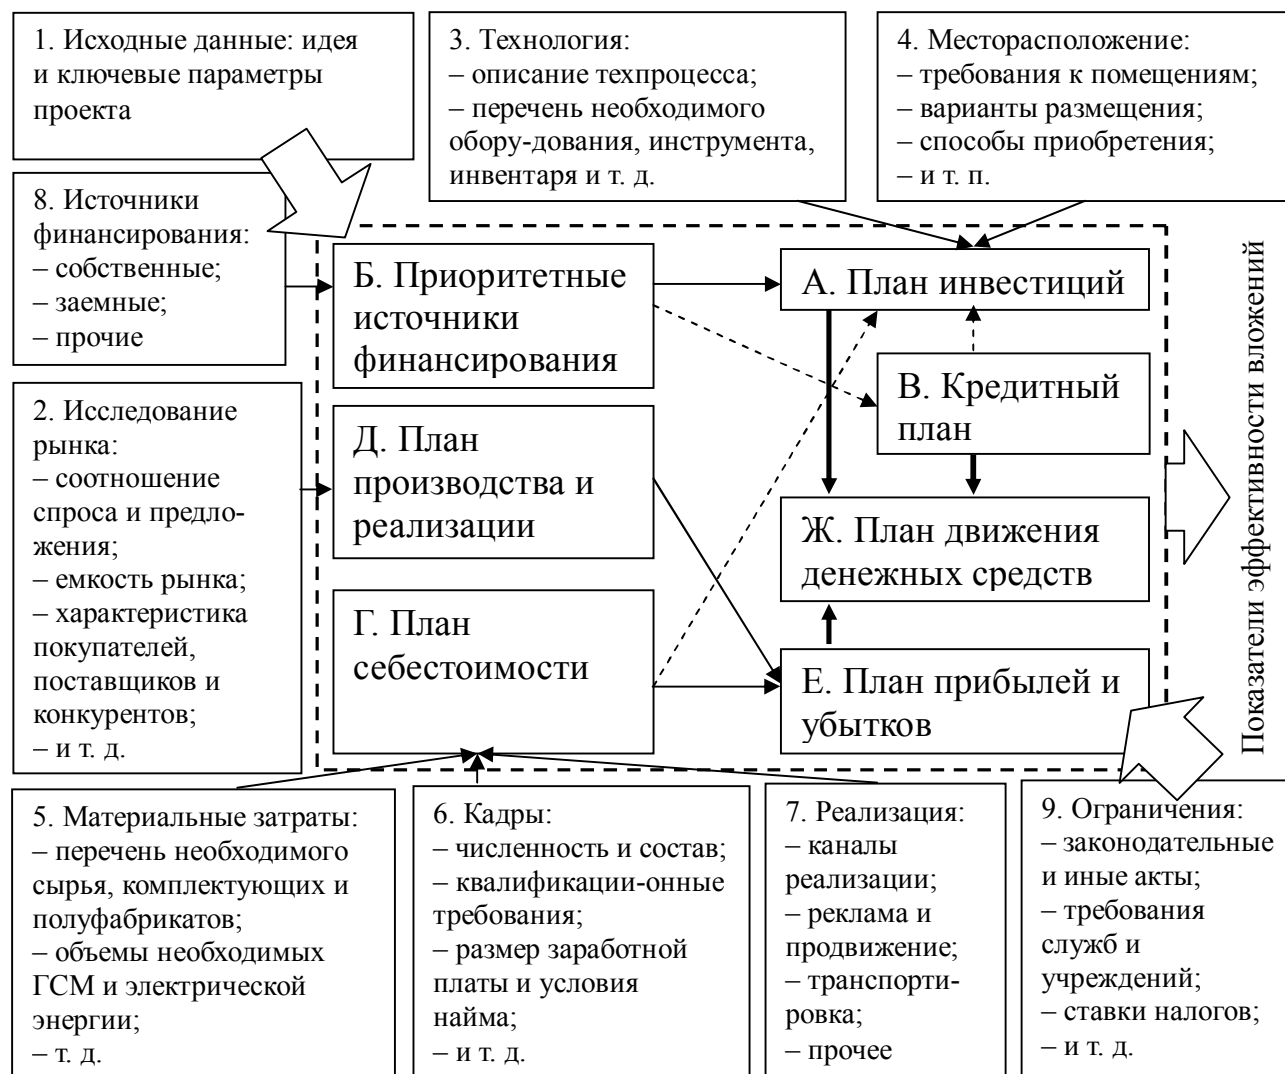 1. Исходные данные: идея
и ключевые параметры
проекта
3. Технология:
– описание техпроцесса;
– перечень необходимого
обору-дования, инструмента,
инвентаря и т. д.
4. Месторасположение:
– требования к помещениям;
– варианты размещения;
– способы приобретения;
– и т. п.
8. Источники
финансирования:
– собственные;
– заемные;
– прочие
Б. Приоритетные
источники
финансирования
А. План инвестиций
В. Кредитный
план
2. Исследование
рынка:
– соотношение
спроса и предло-
жения;
– емкость рынка;
– характеристика
покупателей,
поставщиков и
конкурентов;
– и т. д.
Д. План
производства и
реализации
Ж. План движения
денежных средств
Г. План
себестоимости
Е. План прибылей и
убытков
Показатели эффективности вложений
5. Материальные затраты:
– перечень необходимого
сырья, комплектующих и
полуфабрикатов;
– объемы необходимых
ГСМ и электрической
энергии;
– т. д.
6. Кадры:
– численность и состав;
– квалификации-онные
требования;
– размер заработной
платы и условия
найма;
– и т. д.
7. Реализация:
– каналы
реализации;
– реклама и
продвижение;
– транспорти-
ровка;
– прочее
9. Ограничения:
– законодательные
и иные акты;
– требования
служб и
учреждений;
– ставки налогов;
– и т. д.